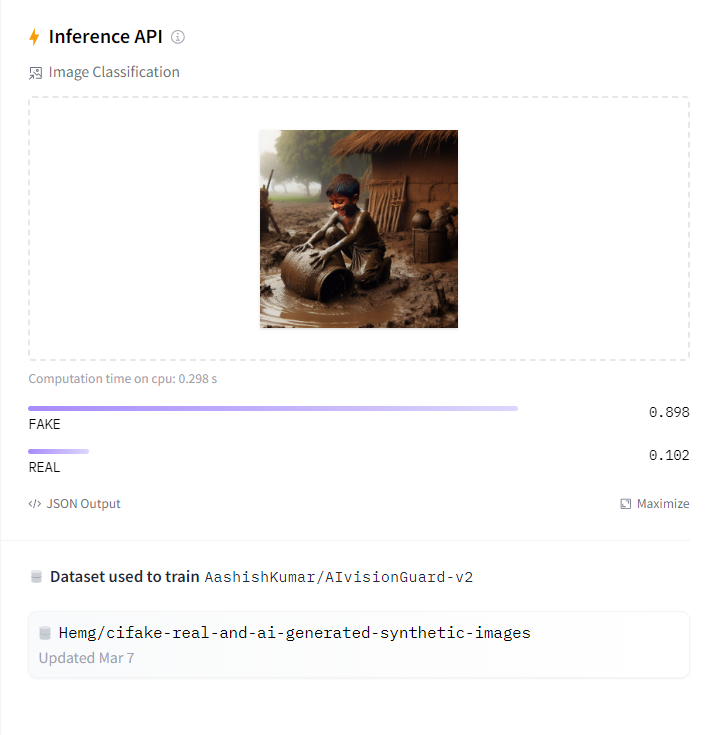 Inference API
Image Classification
Computation time on cpu: 0.298 s
0.898
FAKE
0.102
REAL
</> JSON Output Maximize
Dataset used to train AashishKumar/AIvisionGuard-v2
Hemg/cifake-real-and-ai-generated-synthetic-images
Updated Mar 7